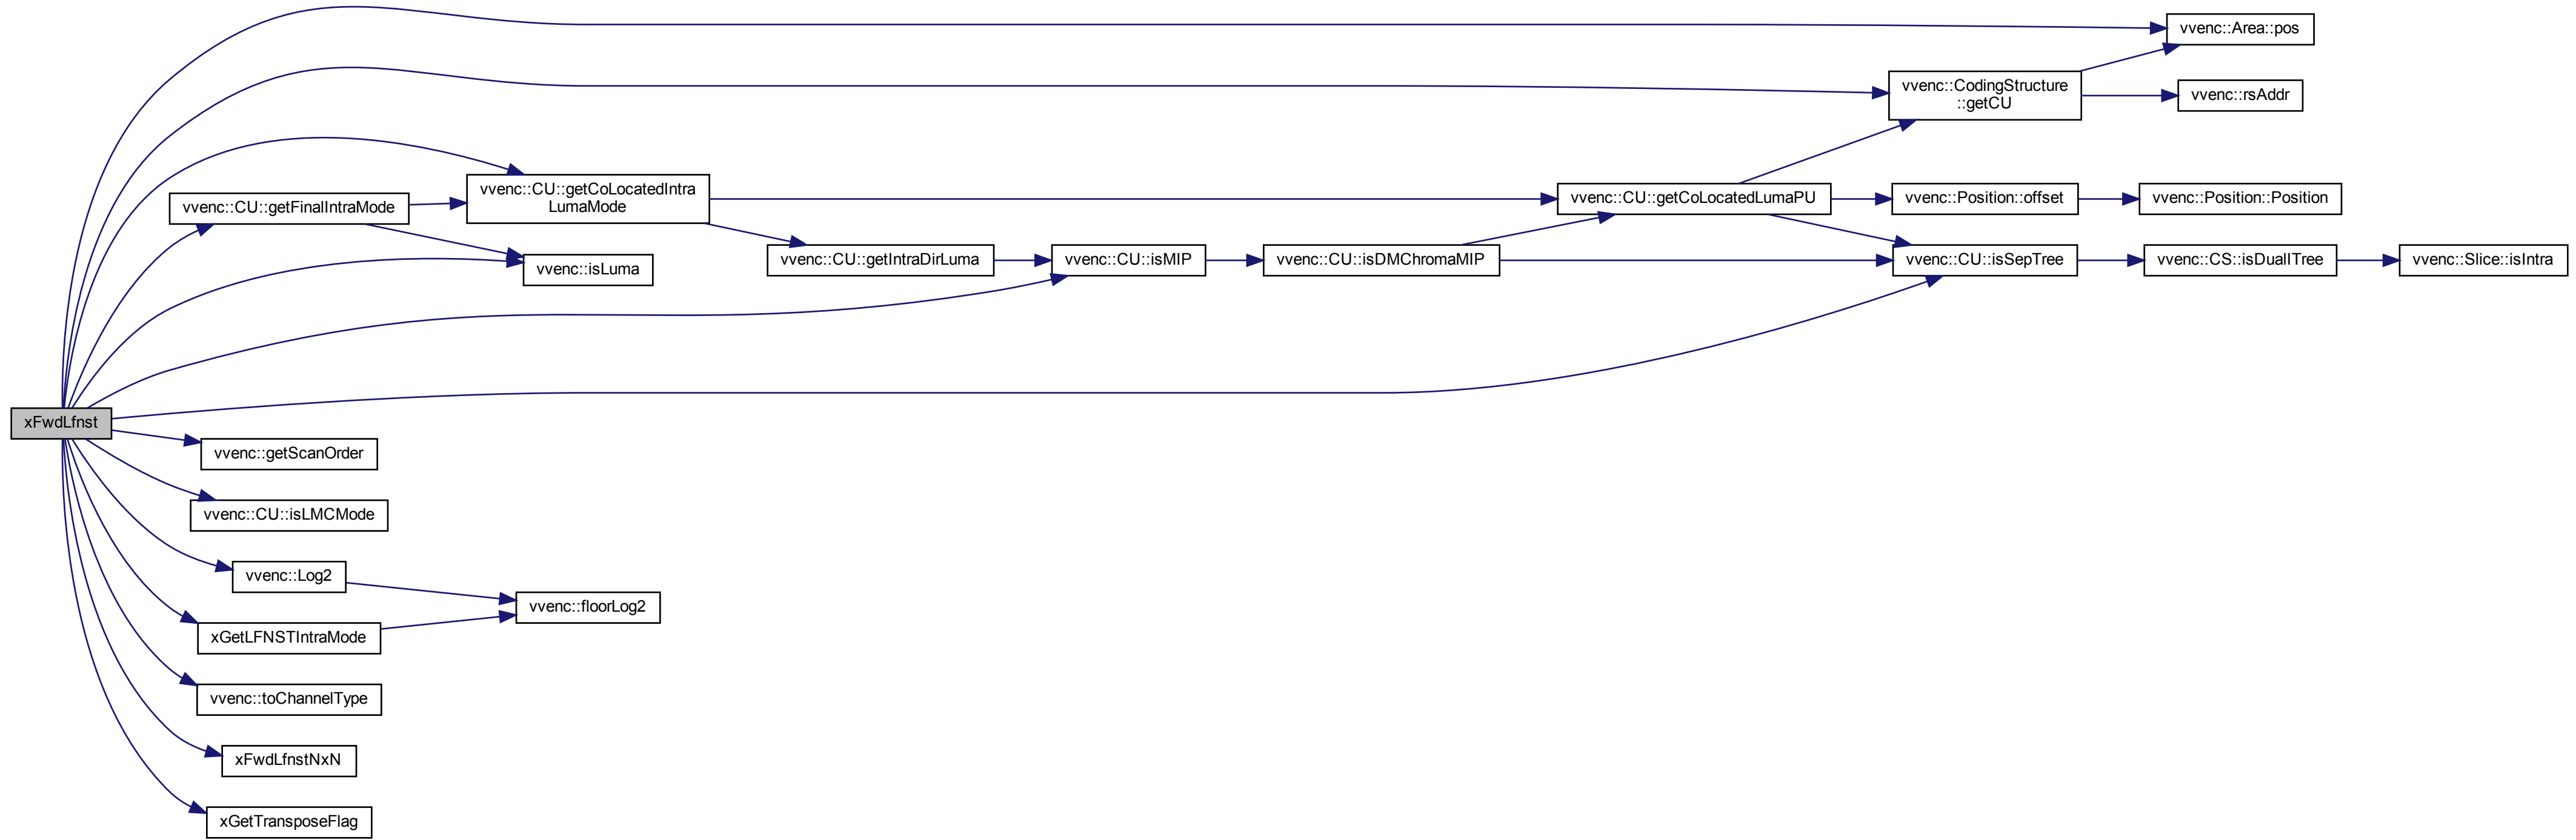 vvenc::Area::pos
vvenc::CodingStructure
::getCU
vvenc::rsAddr
vvenc::CU::getCoLocatedIntra
LumaMode
vvenc::CU::getFinalIntraMode
vvenc::CU::getCoLocatedLumaPU
vvenc::Position::offset
vvenc::Position::Position
vvenc::isLuma
vvenc::CU::getIntraDirLuma
vvenc::CU::isMIP
vvenc::CU::isDMChromaMIP
vvenc::CU::isSepTree
vvenc::CS::isDualITree
vvenc::Slice::isIntra
xFwdLfnst
vvenc::getScanOrder
vvenc::CU::isLMCMode
vvenc::Log2
vvenc::floorLog2
xGetLFNSTIntraMode
vvenc::toChannelType
xFwdLfnstNxN
xGetTransposeFlag